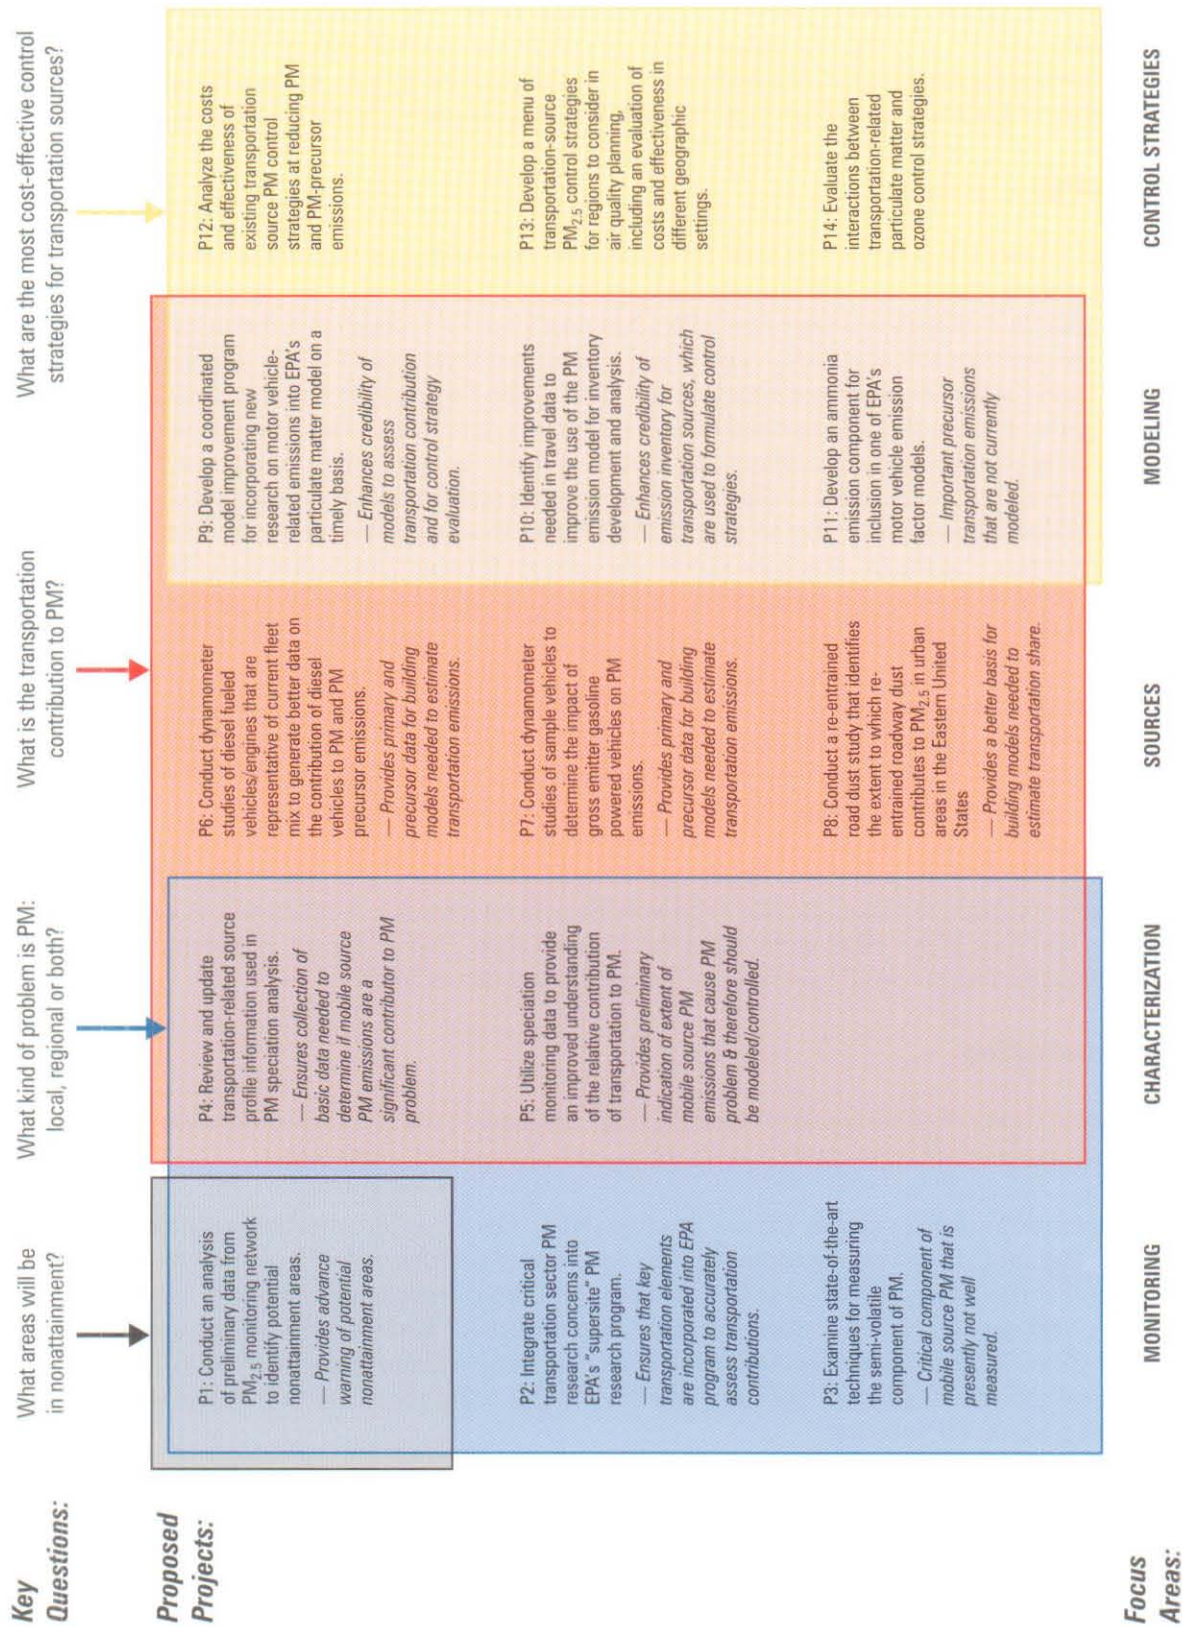 Key
Questions:
What areas will be
in nonattainment?
What kind of problem is PM:
local, regional or both?
What is the transportation
contribution to PM?
What are the most cost-effective control
strategies for transportation sources?
Proposed
Projects:
P1: Conduct an analysis
of preliminary data from
PM2.5 monitoring network
to identify potential
nonattainment areas.
— Provides advance
warning of potential
nonattainment areas.
P2: Integrate critical
transportation sector PM
research concerns into
EPA's "supersite" PM
research program.
— Ensures that key
transportation elements
are incorporated into EPA
program to accurately
assess transportation
contributions.
P3: Examine state-of-the-art
techniques for measuring
the semi-volatile
component of PM.
— Critical component of
mobile source PM that is
presently not well
measured.
P4: Review and update
transportation-related source
profile information used in
PM speciation analysis.
— Ensures collection of
basic data needed to
determine if mobile source
PM emissions are a
significant contributor to PM
problem.
P5: Utilize speciation
monitoring data to provide
an improved understanding
of the relative contribution
of transportation to PM.
— Provides preliminary
indication of extent of
mobile source PM
emissions that cause PM
problem & therefore should
be modeled/controlled.
P6: Conduct dynamometer
studies of diesel fueled
vehicles/engines that are
representative of current fleet
mix to generate better data on
the contribution of diesel
vehicles to PM and PM
precursor emissions.
— Provides primary and
precursor data for building
models needed to estimate
transportation emissions.
P7: Conduct dynamometer
studies of sample vehicles to
determine the impact of
gross emitter gasoline
powered vehicles on PM
emissions.
— Provides primary and
precursor data for building
models needed to estimate
transportation emissions.
P8: Conduct a re-entrained
road dust study that identifies
the extent to which re-
entrained roadway dust
contributes to PM2.5 in urban
areas in the Eastern United
States
— Provides a better basis for
building models needed to
estimate transportation share.
P9: Develop a coordinated
model improvement program
for incorporating new
research on motor vehicle-
related emissions into EPA's
particulate matter model on a
timely basis.
— Enhances credibility of
models to assess
transportation contribution
and for control strategy
evaluation.
P10: Identify improvements
needed in travel data to
improve the use of the PM
emission model for inventory
development and analysis.
— Enhances credibility of
emission inventory for
transportation sources, which
are used to formulate control
strategies.
P11: Develop an ammonia
emission component for
inclusion in one of EPA's
motor vehicle emission
factor models.
— Important precursor
transportation emissions
that are not currently
modeled.
P12: Analyze the costs
and effectiveness of
existing transportation
source PM control
strategies at reducing PM
and PM-precursor
emissions.
P13: Develop a menu of
transportation-source
PM2.5 control strategies
for regions to consider in
air quality planning,
including an evaluation of
costs and effectiveness in
different geographic
settings.
P14: Evaluate the
interactions between
transportation-related
particulate matter and
ozone control strategies.
Focus
Areas:
MONITORING
CHARACTERIZATION
SOURCES
MODELING
CONTROL STRATEGIES